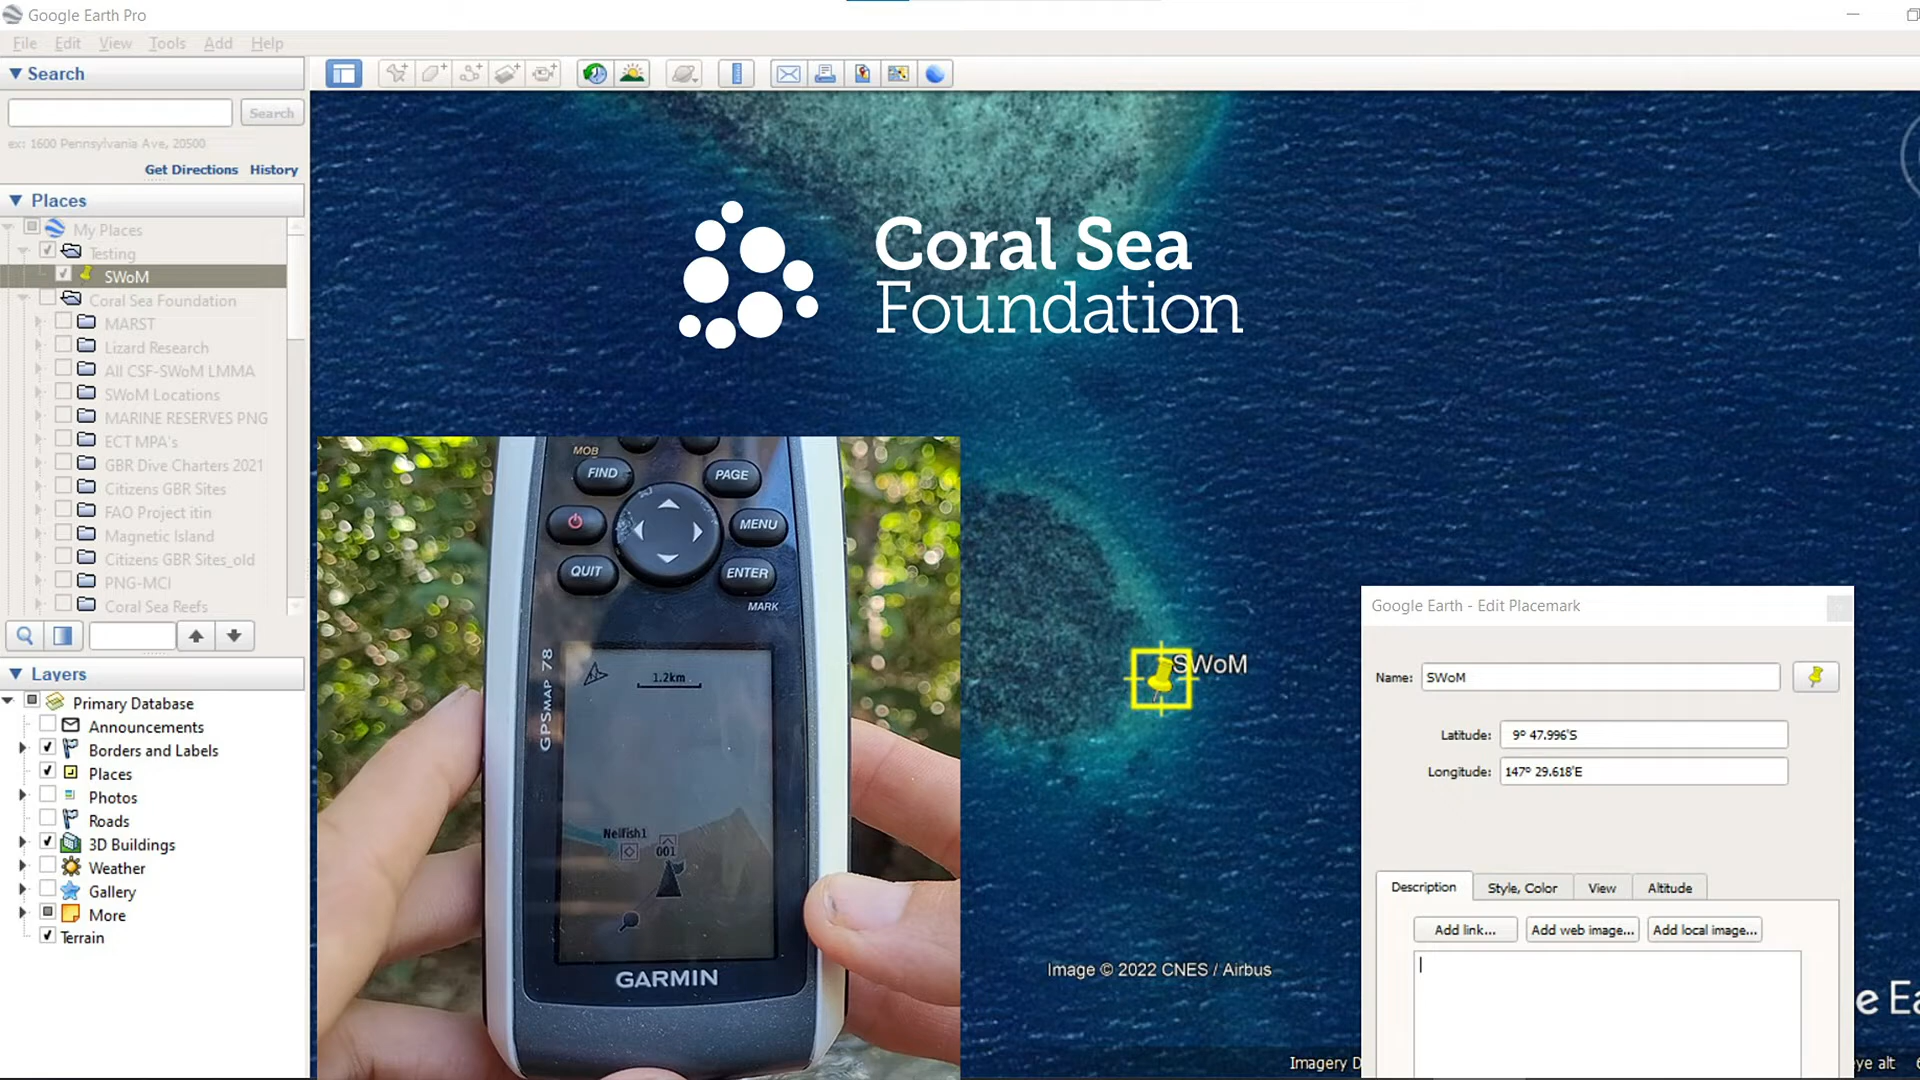 Google Earth Pro
File Edit View Tools Add Help
Search
Search
ex: 1600 Pennsylvania Ave, 20500
Get Directions History
Places
My Places
Testing
SWoM
Coral Sea Foundation
MARST
Lizard Research
All CSF-SWoM LMMA
SWoM Locations
MARINE RESERVES PNG
ECT MPA's
GBR Dive Charters 2021
Citizens GBR Sites
FAO Project itin
Magnetic Island
Citizens GBR Sites_old
PNG-MCI
Coral Sea Reefs
Layers
Primary Database
Announcements
Borders and Labels
Places
Photos
Roads
3D Buildings
Weather
Gallery
More
Terrain
Coral Sea
Foundation
MOB
FIND
PAGE
MENU
QUIT
ENTER
MARK
GPSMAP 78
1.2km
Nelfish1
001
GARMIN
SWoM
Image © 2022 CNES / Airbus
Imagery D
Google Earth - Edit Placemark
Name: SWoM
Latitude: 9° 47.996'S
Longitude: 147° 29.618'E
Description Style, Color View Altitude
Add link... Add web image... Add local image...
e Ea
eye alt